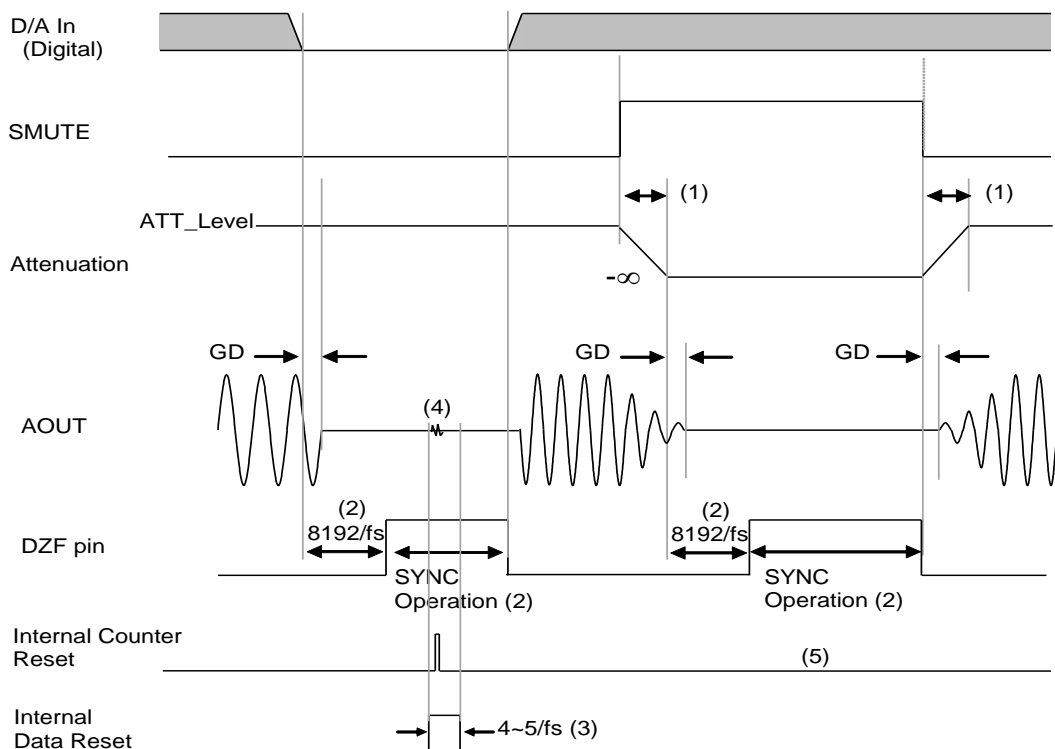 D/A In
(Digital)
SMUTE
(1) (1)
ATT_Level
Attenuation
-∞
GD GD GD
(4)
AOUT
(2) (2)
8192/fs 8192/fs
DZF pin
SYNC SYNC
Operation (2) Operation (2)
Internal Counter
Reset
(5)
Internal
Data Reset
4~5/fs (3)